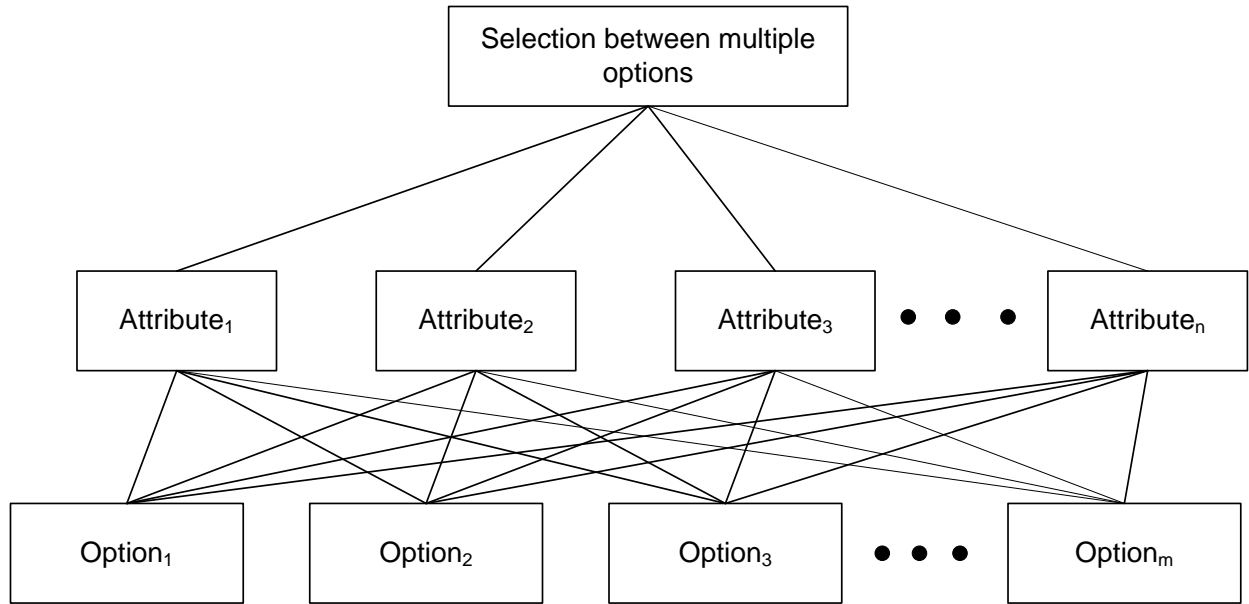 Selection between multiple
options
Attribute₁ Attribute₂ Attribute₃ ● ● ● Attributeₙ
Option₁ Option₂ Option₃ ● ● ● Optionₘ